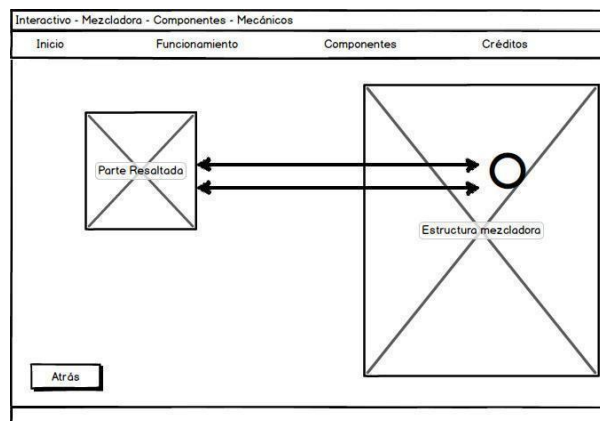 Interactivo - Mezcladora - Componentes - Mecánicos
Inicio Funcionamiento Componentes Créditos
Parte Resaltada
Estructura mezcladora
Atrás